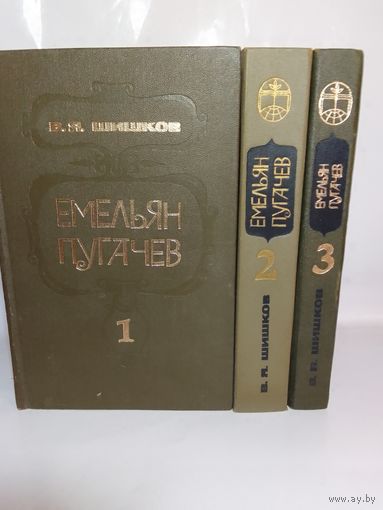 В.Я. ШИШКОВ
ЕМЕЛЬЯН
ПУГАЧЕВ
1
ЕМЕЛЬЯН
ПУГАЧЕВ
2
В. Я. ШИШКОВ
ЕМЕЛЬЯН
ПУГАЧЕВ
3
В. Я. ШИШКОВ
www.ay.by